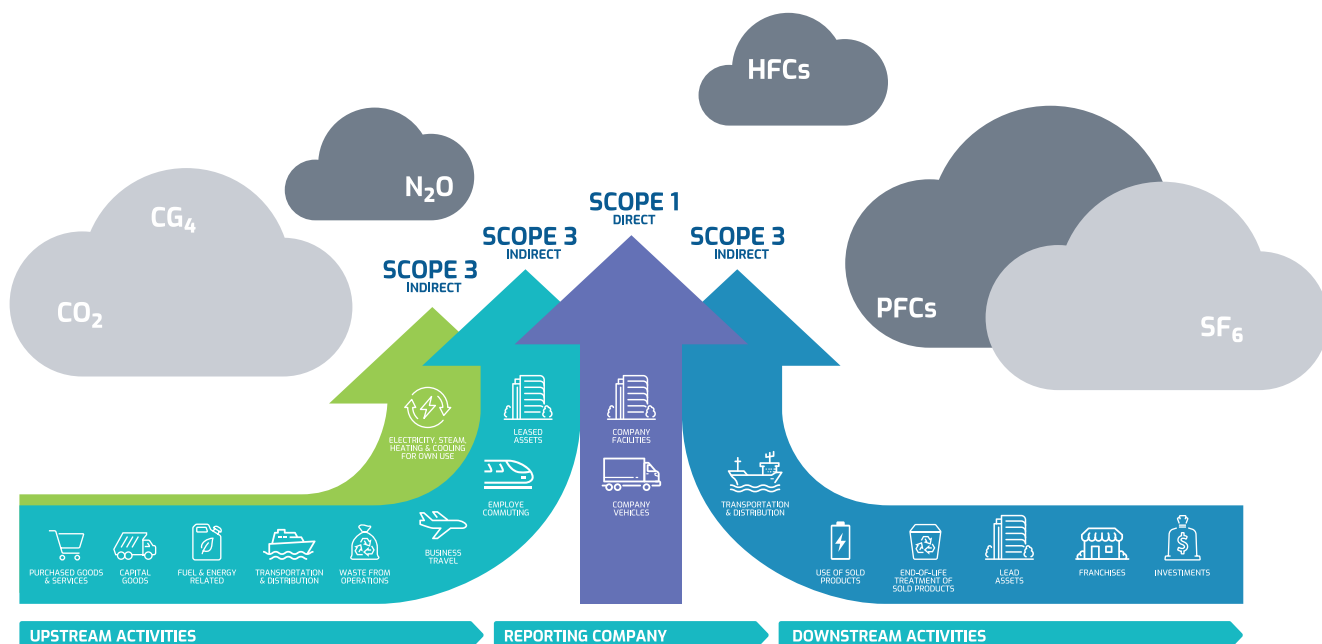 HFCs
N₂O
CG₄
CO₂
PFCs
SF₆
SCOPE 1
DIRECT
SCOPE 3
INDIRECT
SCOPE 3
INDIRECT
SCOPE 3
INDIRECT
ELECTRICITY, STEAM,
HEATING & COOLING
FOR OWN USE
LEASED
ASSETS
COMPANY
FACILITIES
EMPLOYE
COMMUTING
COMPANY
VEHICLES
TRANSPORTATION
& DISTRIBUTION
BUSINESS
TRAVEL
PURCHASED GOODS
& SERVICES
CAPITAL
GOODS
FUEL & ENERGY
RELATED
TRANSPORTATION
& DISTRIBUTION
WASTE FROM
OPERATIONS
USE OF SOLD
PRODUCTS
END-OF-LIFE
TREATMENT OF
SOLD PRODUCTS
LEAD
ASSETS
FRANCHISES
INVESTIMENTS
UPSTREAM ACTIVITIES
REPORTING COMPANY
DOWNSTREAM ACTIVITIES